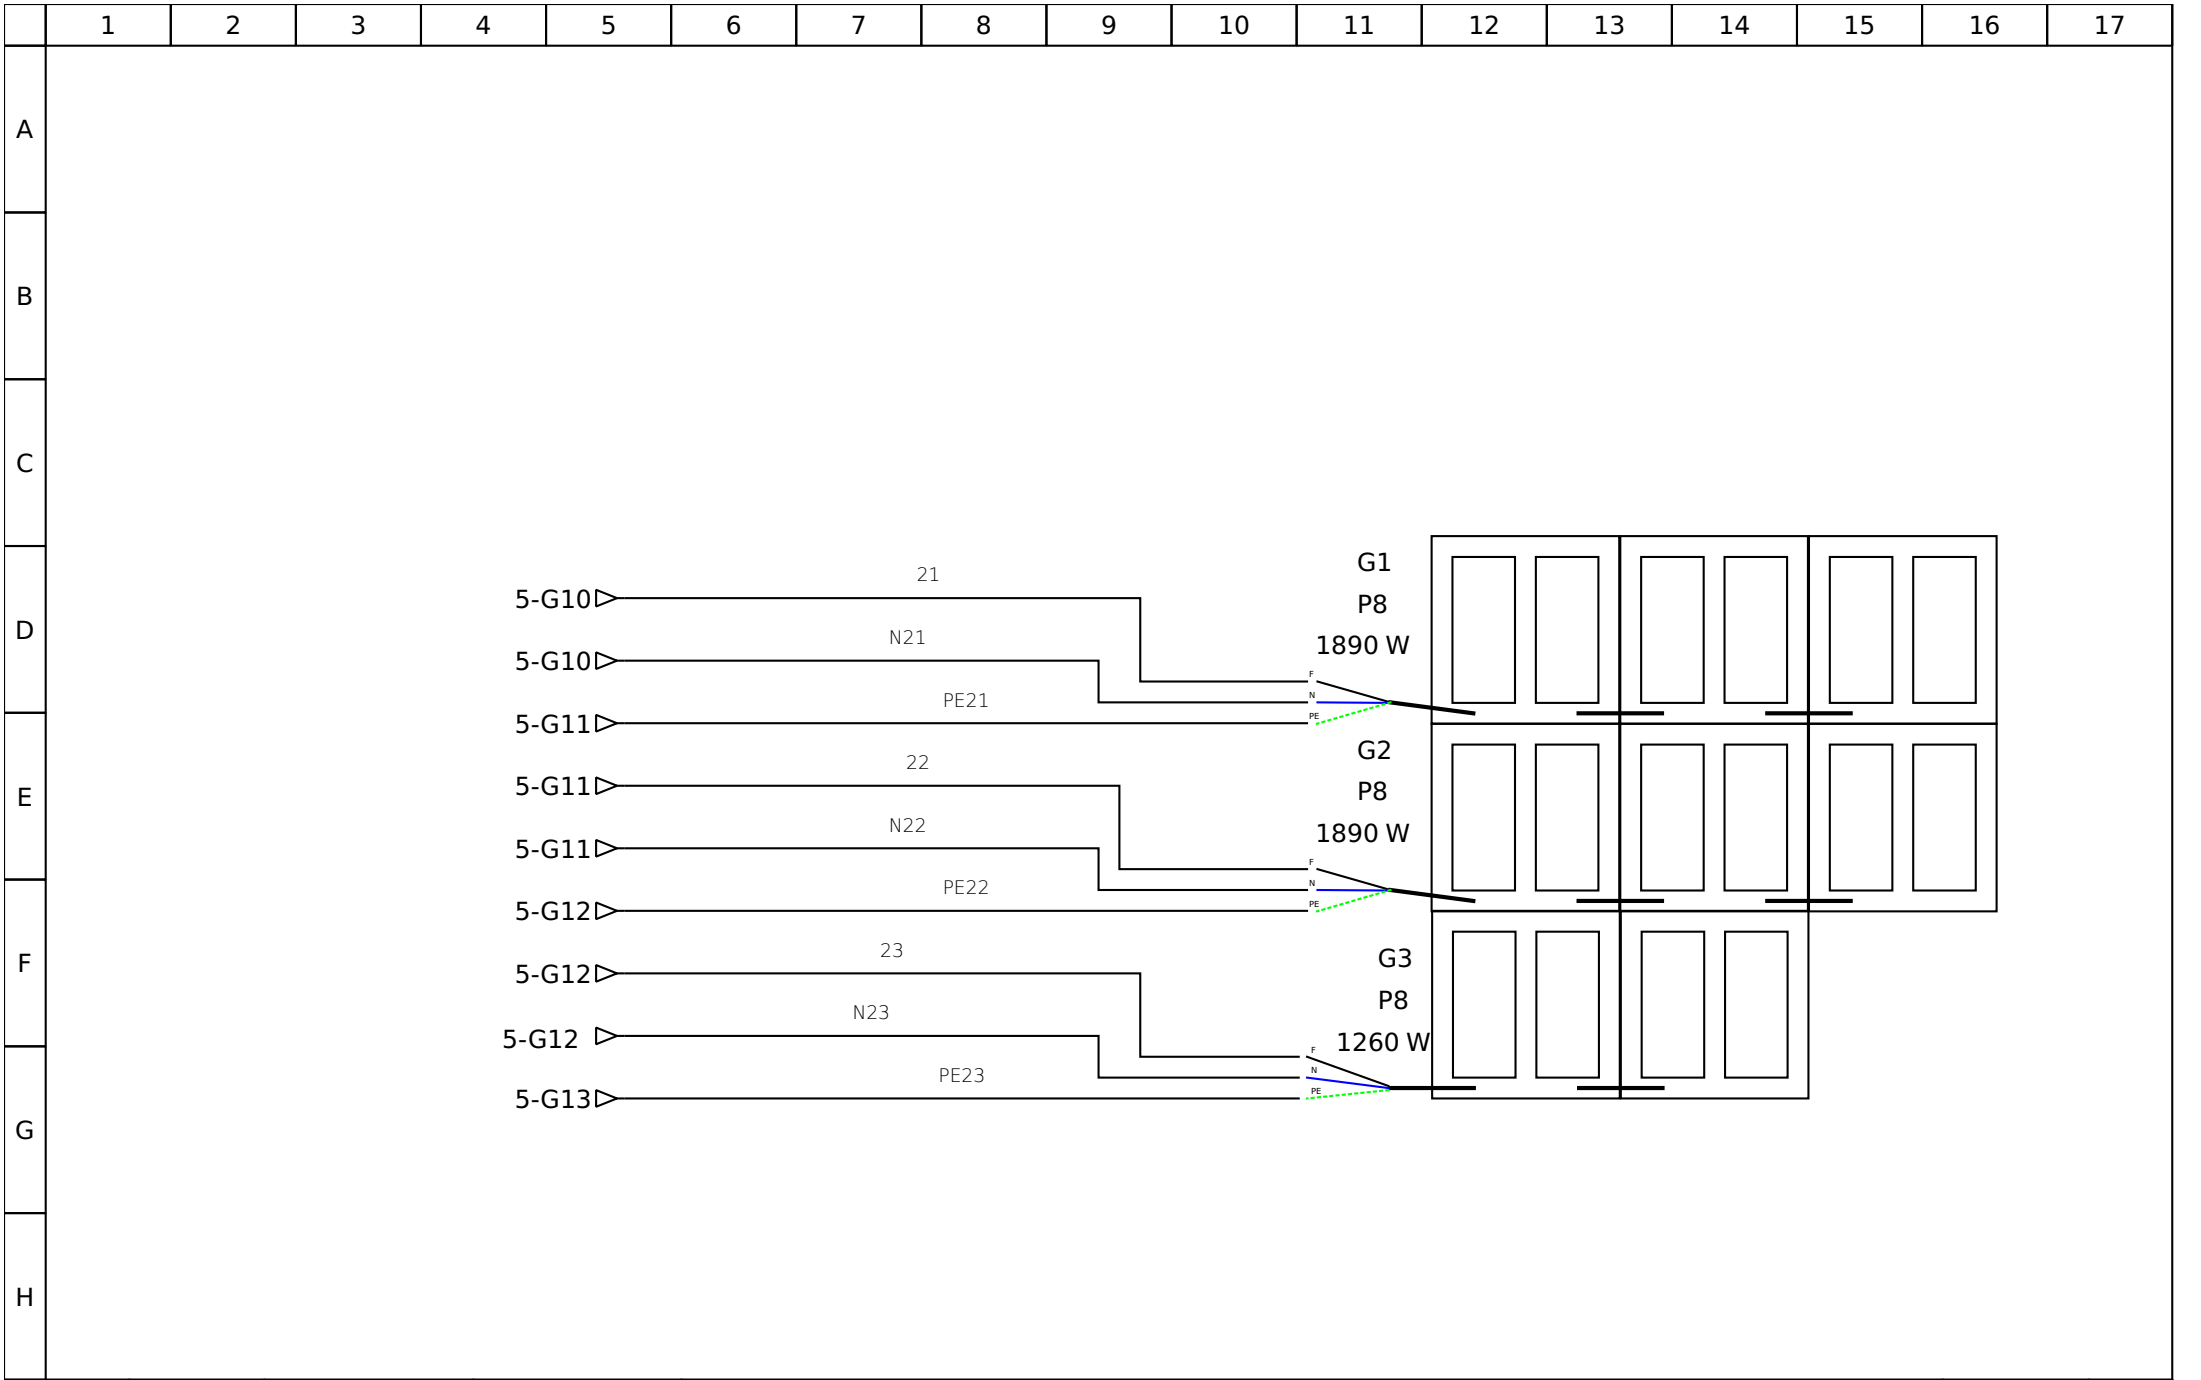 1 2 3 4 5 6 7 8 9 10 11 12 13 14 15 16 17
A
B
C
D
E
F
G
H
5-G10 21
5-G10 N21
5-G11 PE21
5-G11 22
5-G11 N22
5-G12 PE22
5-G12 23
5-G12 N23
5-G13 PE23
G1
P8
1890 W
F
N
PE
G2
P8
1890 W
F
N
PE
G3
P8
1260 W
F
N
PE